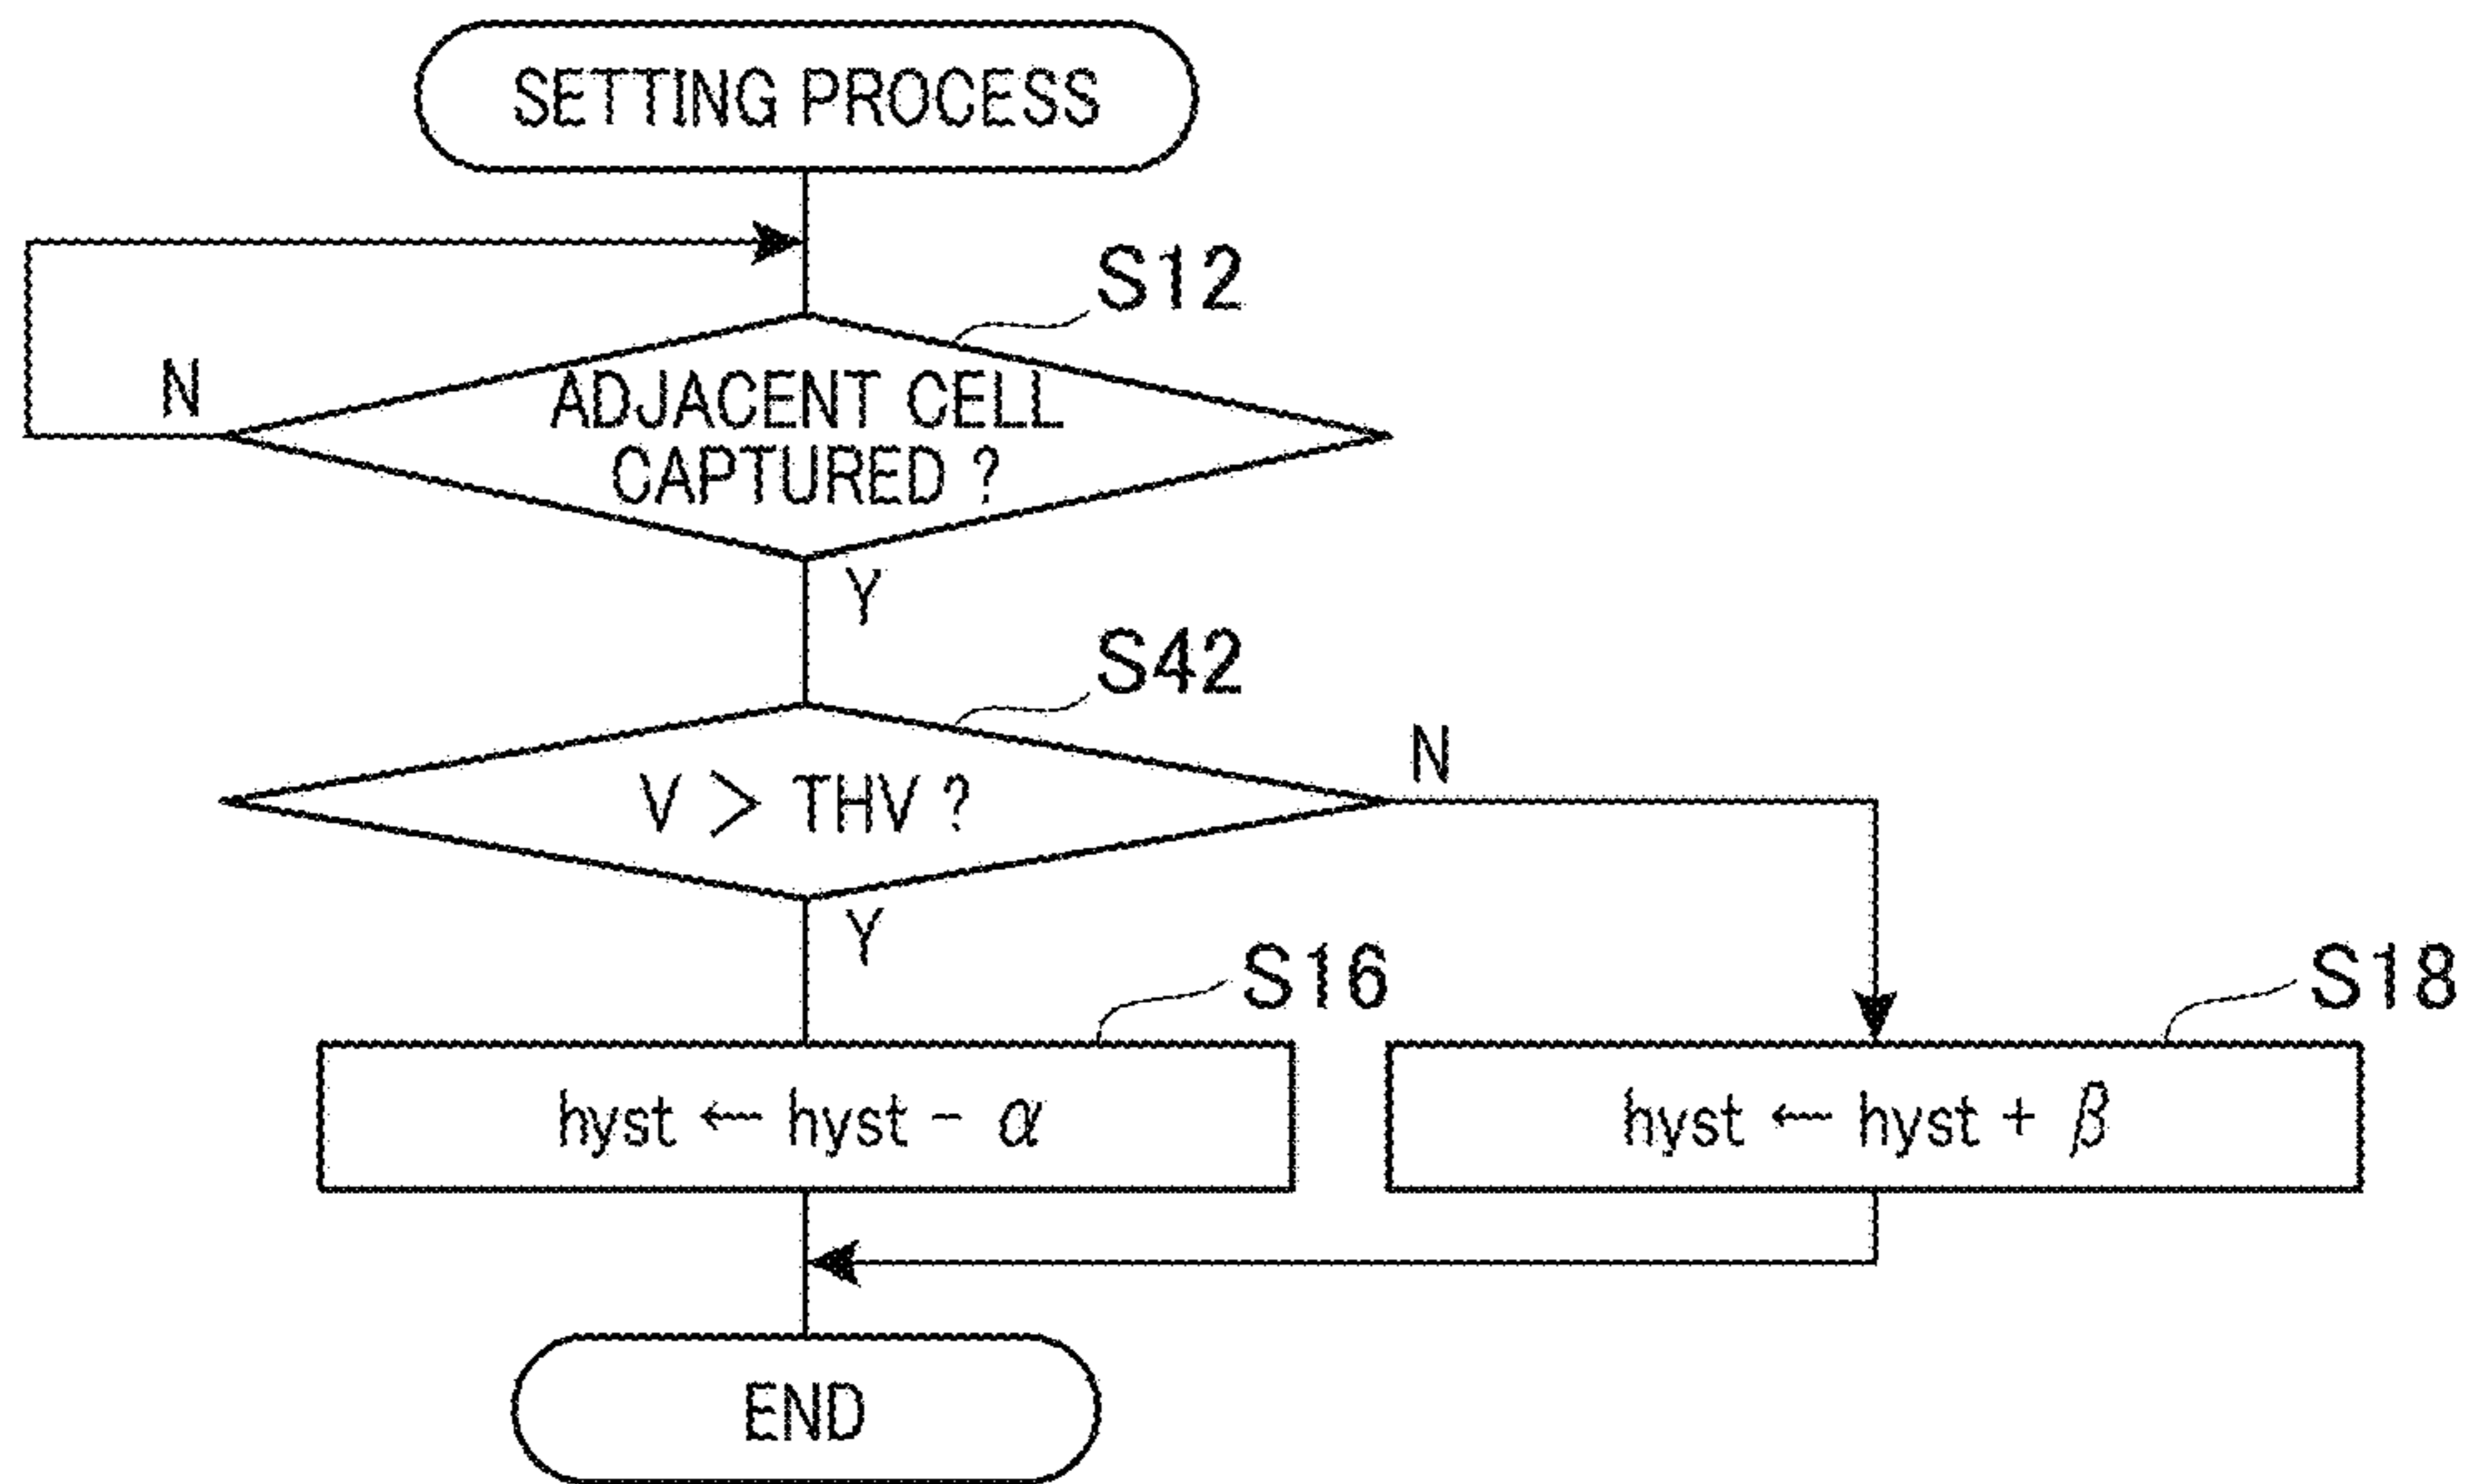 SETTING PROCESS
S12
N
ADJACENT CELL
CAPTURED ?
Y
S42
N
V > THV ?
Y
S16
S18
hyst ← hyst - α
hyst ← hyst + β
END